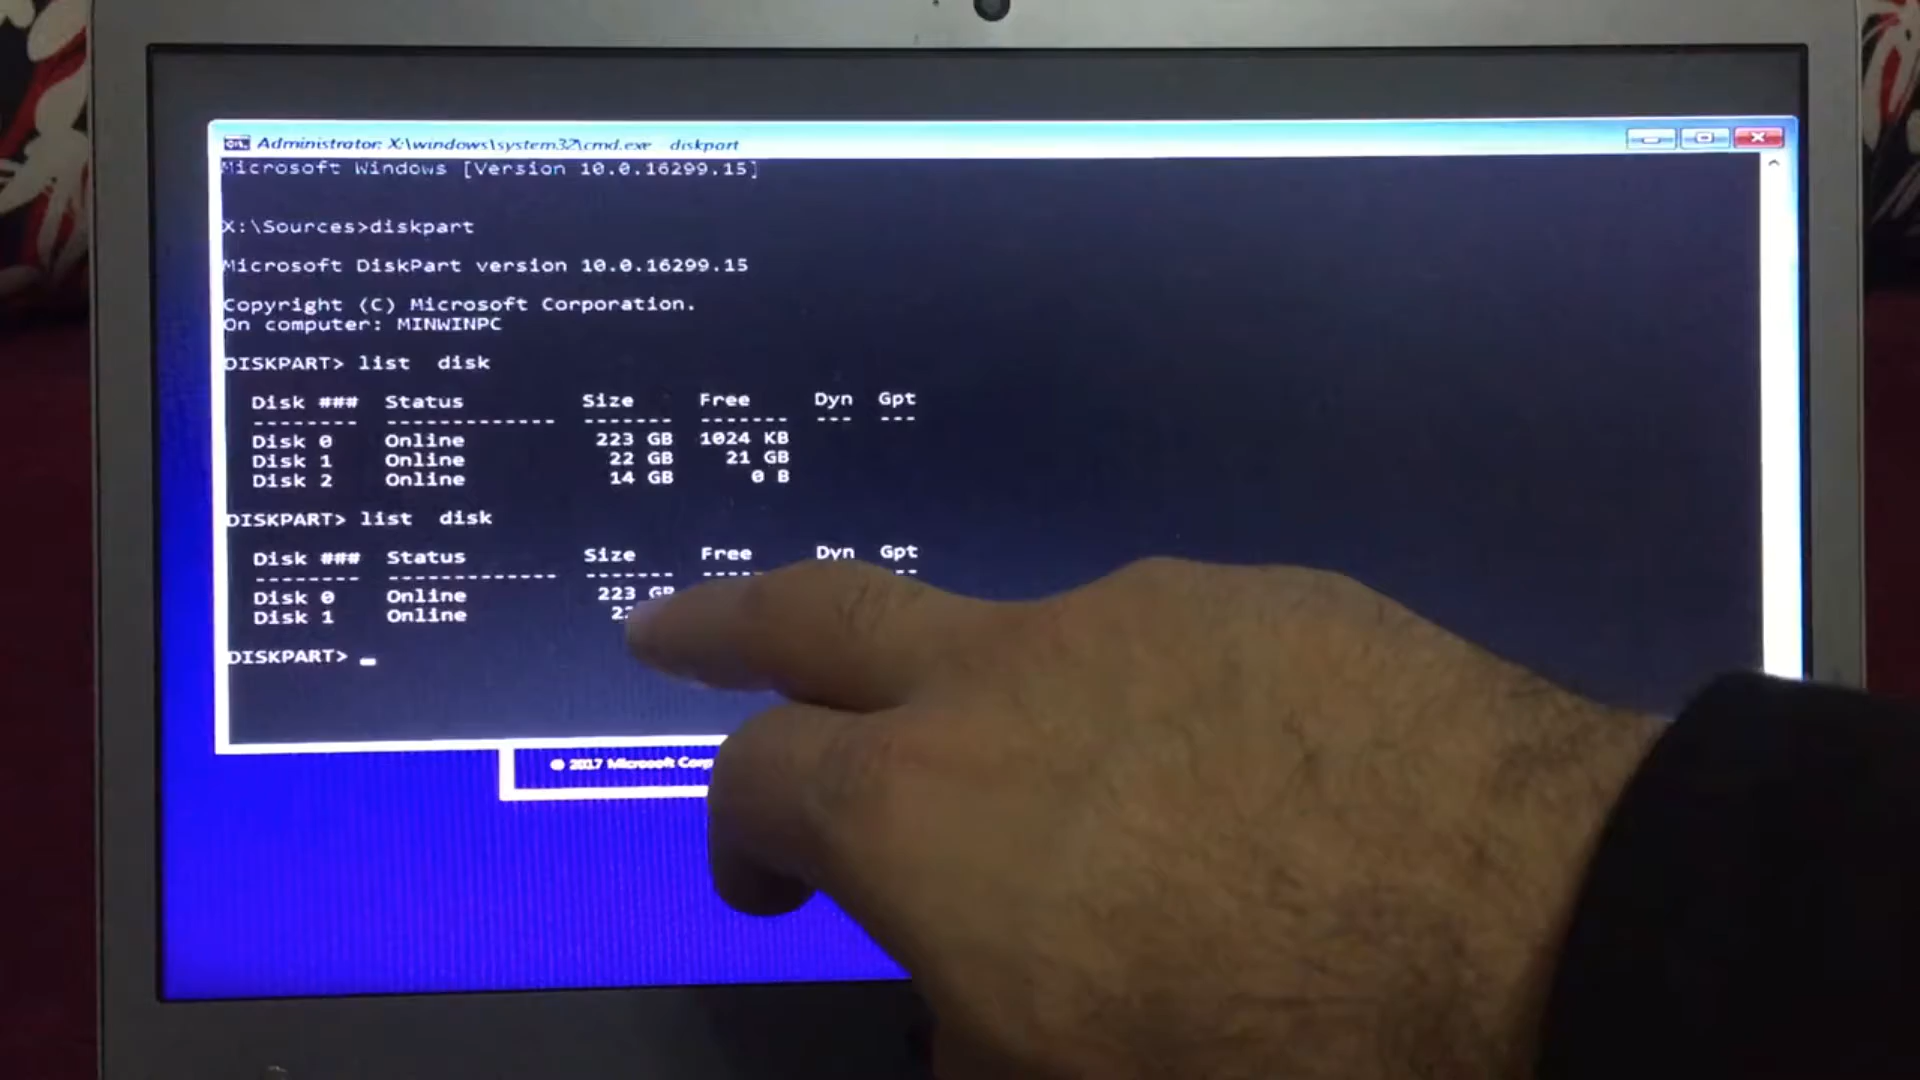 Administrator: X:\windows\system32\cmd.exe diskpart
Microsoft Windows [Version 10.0.16299.15]
X:\Sources>diskpart
Microsoft DiskPart version 10.0.16299.15
Copyright (C) Microsoft Corporation.
On computer: MINWINPC
DISKPART> list  disk
Disk ###  Status         Size     Free     Dyn  Gpt
--------  -------------  -------  -------  ---  ---
Disk 0    Online          223 GB  1024 KB
Disk 1    Online           22 GB    21 GB
Disk 2    Online           14 GB      0 B
DISKPART> list  disk
Disk ###  Status         Size     Free     Dyn  Gpt
Disk 0    Online          223 GB
Disk 1    Online
DISKPART>
© 2017 Microsoft